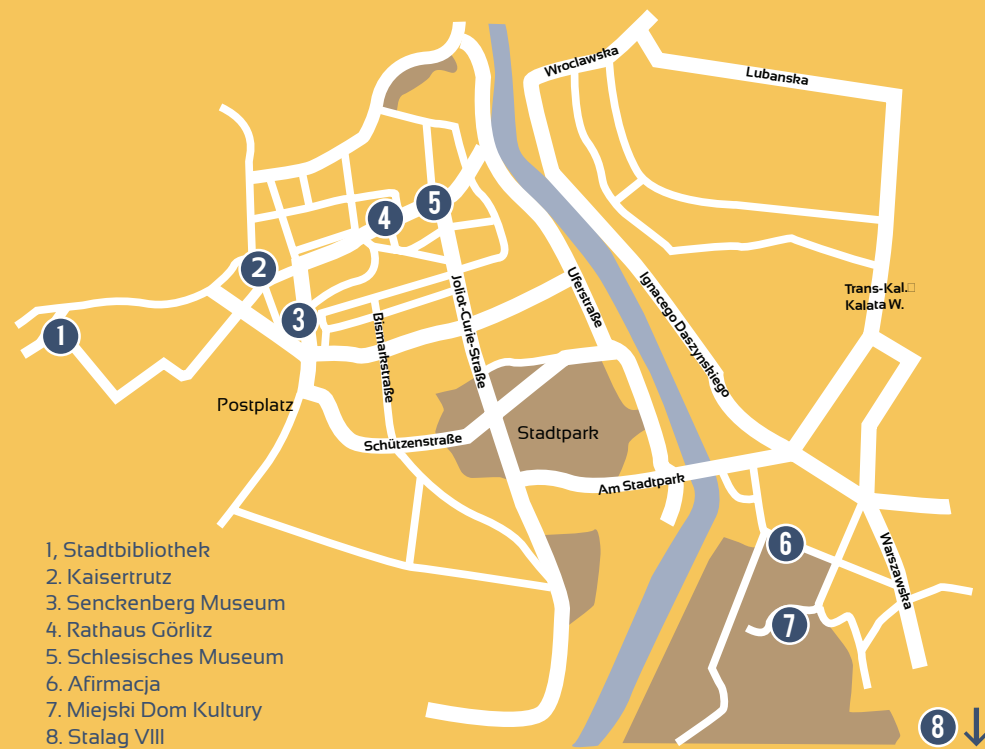 Wroclawska
Lubanska
5
4
2
Trans-Kal.□
Kalata W.
Uferstraße
Ignacego Daszynskiego
Joliot-Curie-Straße
3
Bismarkstraße
1
Postplatz
Stadtpark
Schützenstraße
Am Stadtpark
6
Warszawska
7
8
1, Stadtbibliothek
2. Kaisertrutz
3. Senckenberg Museum
4. Rathaus Görlitz
5. Schlesisches Museum
6. Afirmacja
7. Miejski Dom Kultury
8. Stalag VIII